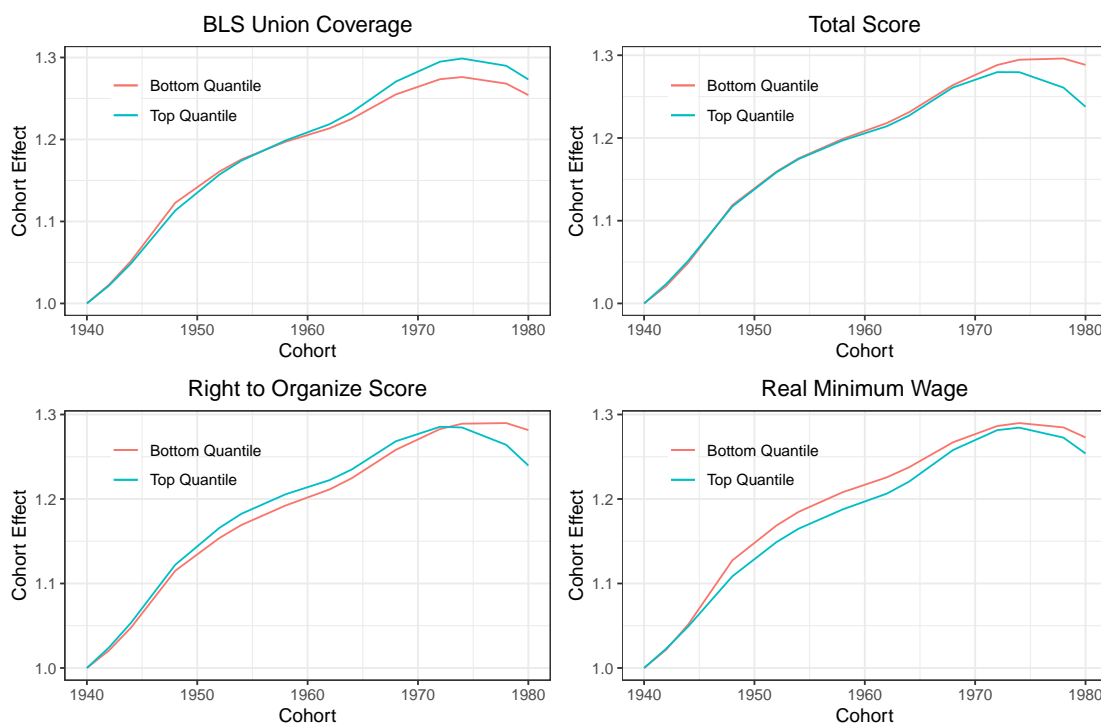 BLS Union Coverage
1.3
1.2
1.1
1.0
Cohort Effect
Bottom Quantile
Top Quantile
1940 1950 1960 1970 1980
Cohort
Total Score
1.3
1.2
1.1
1.0
Cohort Effect
Bottom Quantile
Top Quantile
1940 1950 1960 1970 1980
Cohort
Right to Organize Score
1.3
1.2
1.1
1.0
Cohort Effect
Bottom Quantile
Top Quantile
1940 1950 1960 1970 1980
Cohort
Real Minimum Wage
1.3
1.2
1.1
1.0
Cohort Effect
Bottom Quantile
Top Quantile
1940 1950 1960 1970 1980
Cohort